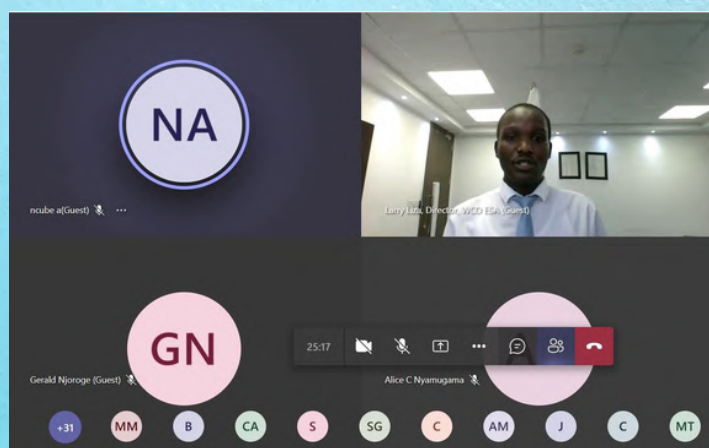 NA
ncube a(Guest)
Larry Liza, Director, WCO ESA (Guest)
GN
25:17
Gerald Njoroge (Guest)
Alice C Nyamugama
+31
MM
B
CA
S
SG
C
AM
J
C
MT